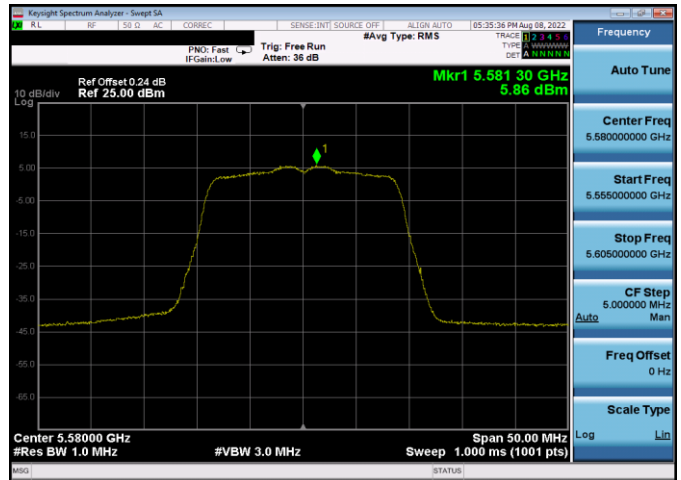 Keysight Spectrum Analyzer - Swept SA
RL RF 50 Ω AC CORREC SENSE:INT SOURCE OFF ALIGN AUTO 05:35:36 PM Aug 08, 2022
#Avg Type: RMS
TRACE 1 2 3 4 5 6
TYPE A WWWWW
DET A N N N N N
PNO: Fast
IFGain:Low
Trig: Free Run
Atten: 36 dB
Mkr1 5.581 30 GHz
5.86 dBm
Ref Offset 0.24 dB
10 dB/div Ref 25.00 dBm
Log
15.0
1
5.00
-5.00
-15.0
-25.0
-35.0
-45.0
-55.0
-65.0
Center 5.58000 GHz Span 50.00 MHz
#Res BW 1.0 MHz #VBW 3.0 MHz Sweep 1.000 ms (1001 pts)
MSG STATUS
Frequency
Auto Tune
Center Freq
5.580000000 GHz
Start Freq
5.555000000 GHz
Stop Freq
5.605000000 GHz
CF Step
5.000000 MHz
Auto Man
Freq Offset
0 Hz
Scale Type
Log Lin